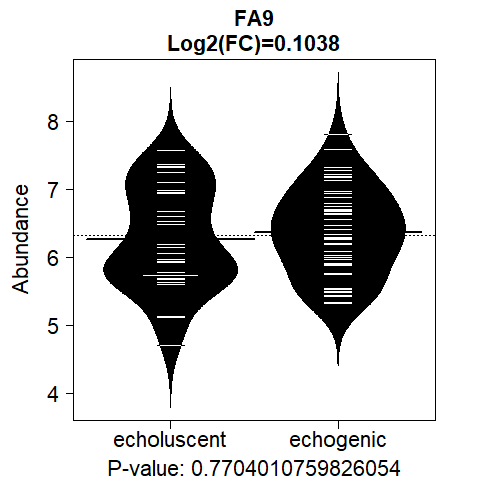 FA9
Log2(FC)=0.1038
Abundance
8
7
6
5
4
echoluscent echogenic
P-value: 0.7704010759826054